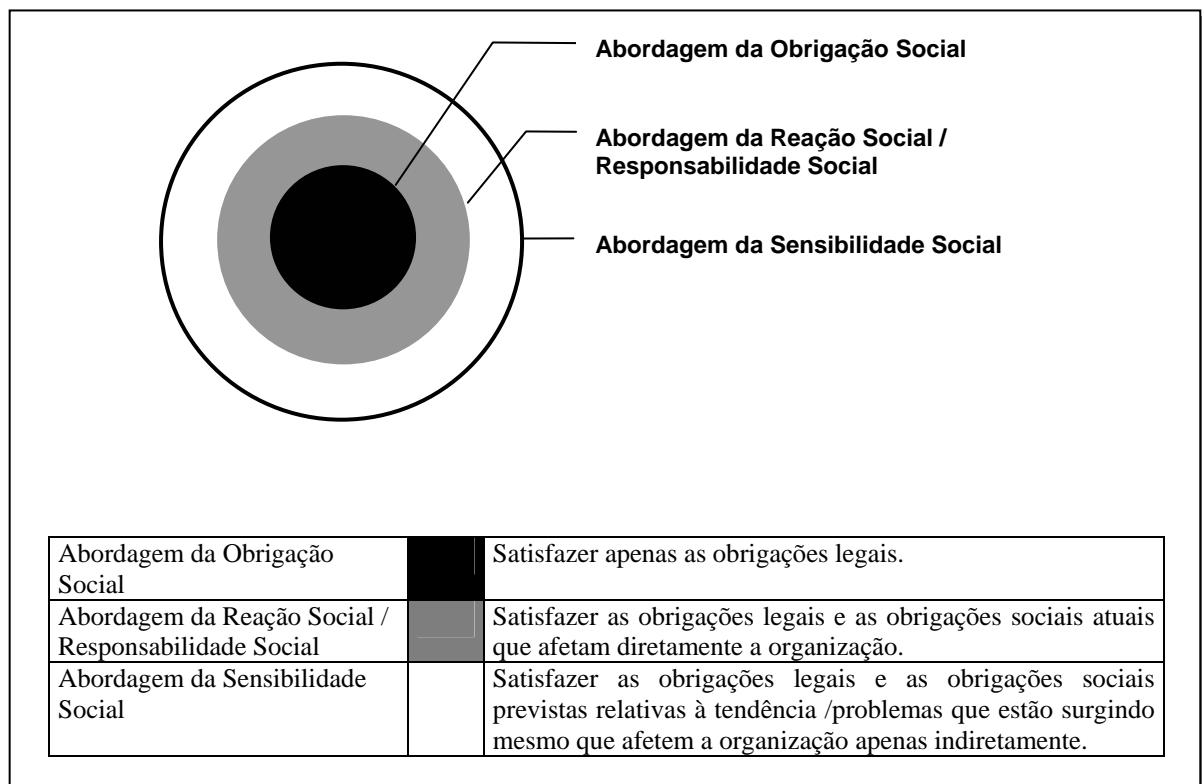 Abordagem da Obrigação Social
Abordagem da Reação Social /
Responsabilidade Social
Abordagem da Sensibilidade Social
Abordagem da Obrigação
Social
Satisfazer apenas as obrigações legais.
Abordagem da Reação Social /
Responsabilidade Social
Satisfazer as obrigações legais e as obrigações sociais atuais
que afetam diretamente a organização.
Abordagem da Sensibilidade
Social
Satisfazer as obrigações legais e as obrigações sociais
previstas relativas à tendência /problemas que estão surgindo
mesmo que afetem a organização apenas indiretamente.